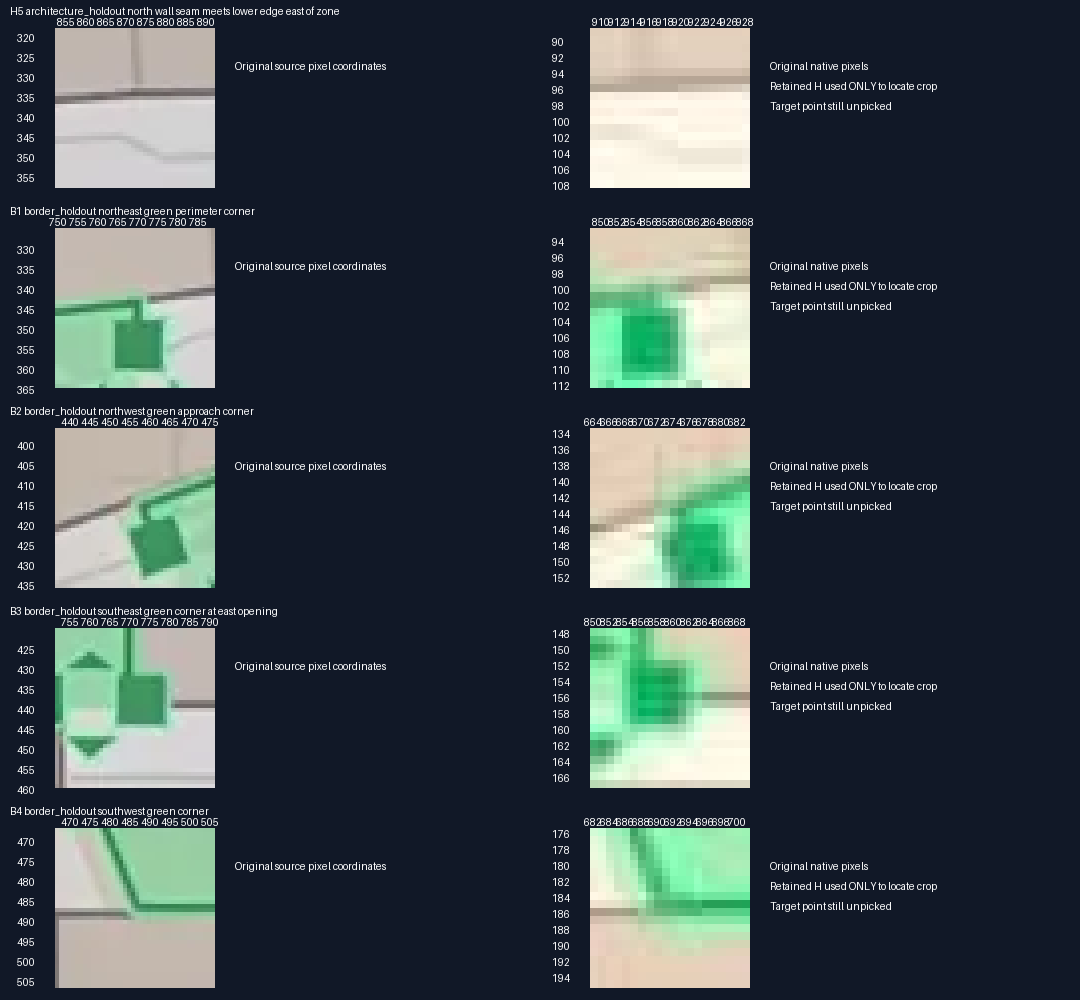 H5 architecture_holdout north wall seam meets lower edge east of zone
855 860 865 870 875 880 885 890
910 912 914 916 918 920 922 924 926 928
320
325
330
335
345
350
355
Original source pixel coordinates
90
92
94
96
98
100
102
104
106
108
Original native pixels
Retained H used ONLY to locate crop
Target point still unpicked
B1 border_holdout northeast green perimeter corner
750 755 760 765 770 775 780 785
850 852 854 856 858 860 862 864 866 868
330
335
340
345
350
355
360
365
Original source pixel coordinates
94
96
98
100
102
104
106
108
110
112
Original native pixels
Retained H used ONLY to locate crop
Target point still unpicked
B2 border_holdout northwest green approach corner
440 445 450 455 460 465 470 475
664 666 668 670 672 674 676 678 680 682
400
405
410
415
420
425
430
435
Original source pixel coordinates
134
136
138
140
142
144
146
148
150
152
Original native pixels
Retained H used ONLY to locate crop
Target point still unpicked
B3 border_holdout southeast green corner at east opening
755 760 765 770 775 780 785 790
850 852 854 856 858 860 862 864 866 868
425
430
435
440
445
450
455
460
Original source pixel coordinates
148
150
152
154
156
158
160
162
164
166
Original native pixels
Retained H used ONLY to locate crop
Target point still unpicked
B4 border_holdout southwest green corner
470 475 480 485 490 495 500 505
682 684 686 688 690 692 694 696 698 700
470
475
480
485
490
495
500
505
Original source pixel coordinates
176
178
180
182
184
186
188
190
192
194
Original native pixels
Retained H used ONLY to locate crop
Target point still unpicked